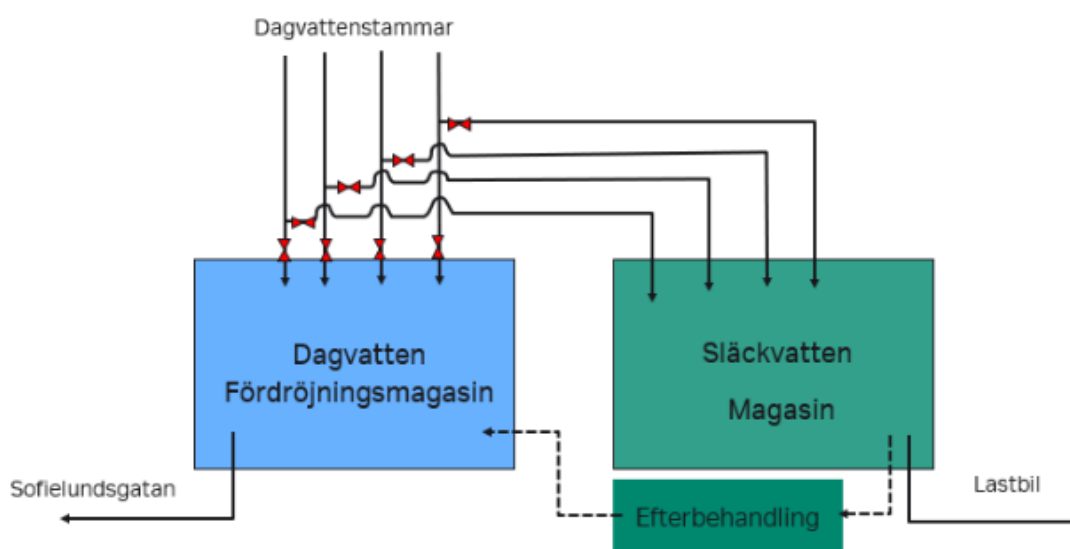 Dagvattenstammar
Dagvatten
Fördröjningsmagasin
Släckvatten
Magasin
Sofielundsgatan
Lastbil
Efterbehandling